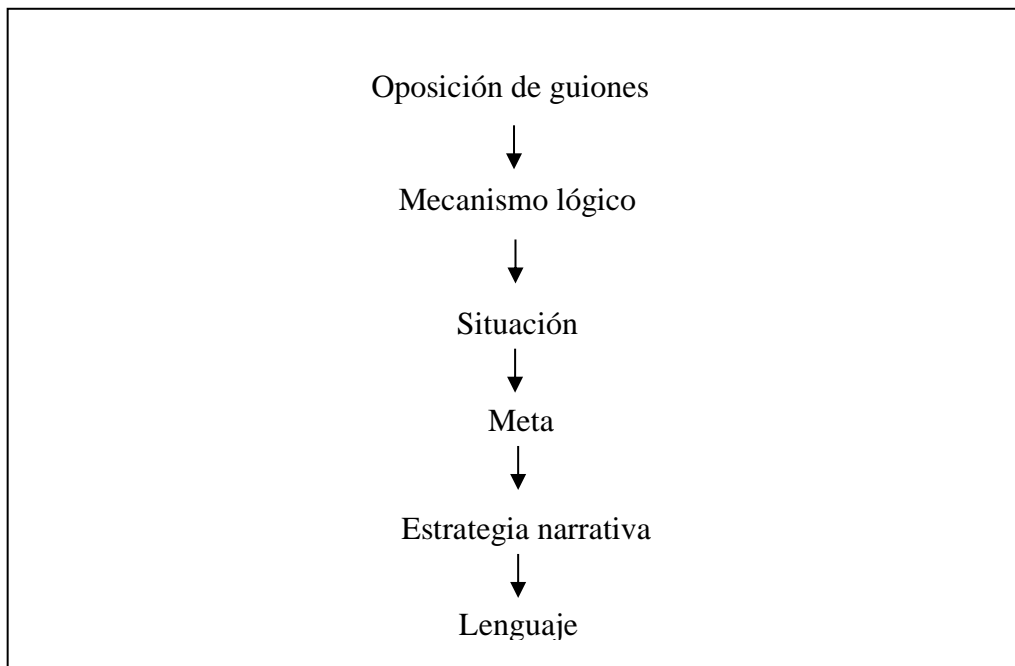 Oposición de guiones
Mecanismo lógico
Situación
Meta
Estrategia narrativa
Lenguaje